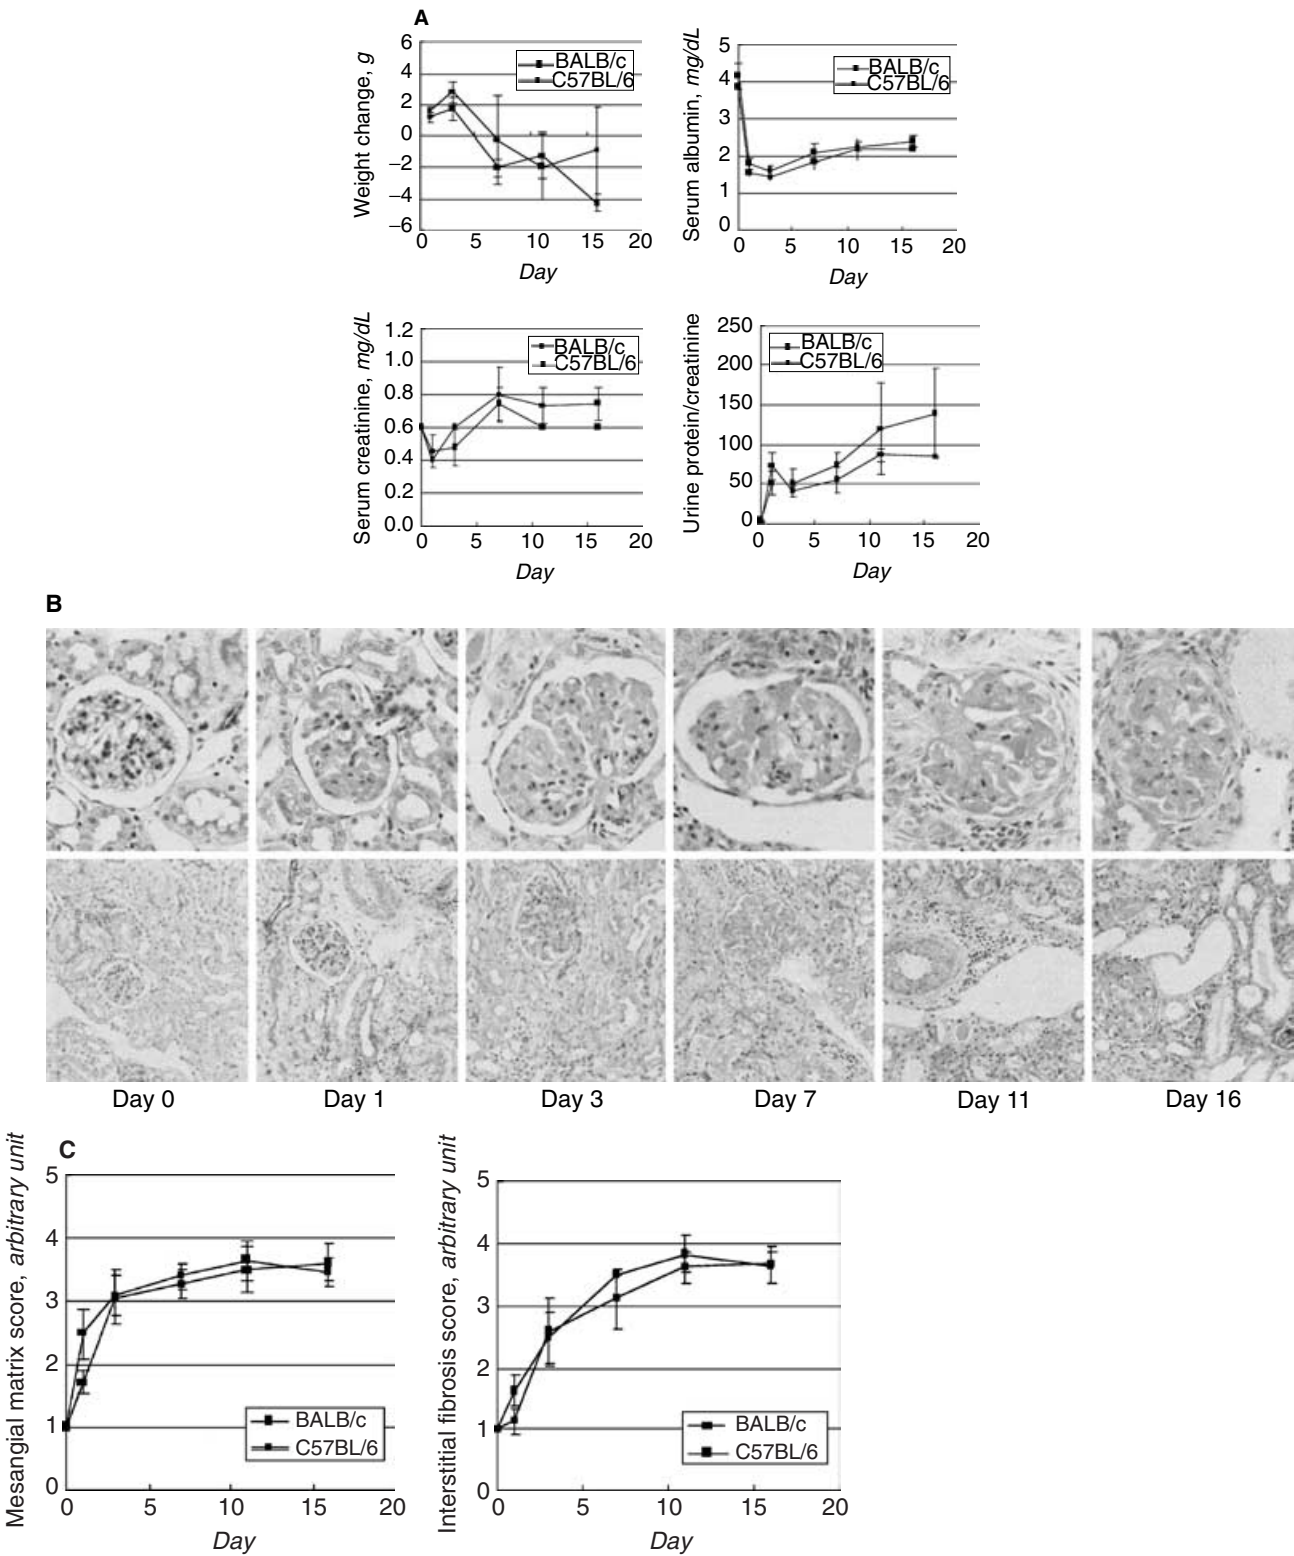 A
Weight change, g
6
4
2
0
–2
–4
–6
BALB/c
C57BL/6
0 5 10 15 20
Day
Serum albumin, mg/dL
5
4
3
2
1
0
BALB/c
C57BL/6
0 5 10 15 20
Day
Serum creatinine, mg/dL
1.2
1.0
0.8
0.6
0.4
0.2
0.0
BALB/c
C57BL/6
0 5 10 15 20
Day
Urine protein/creatinine
250
200
150
100
50
0
BALB/c
C57BL/6
0 5 10 15 20
Day
B
Day 0 Day 1 Day 3 Day 7 Day 11 Day 16
C
Mesangial matrix score, arbitrary unit
5
4
3
2
1
0
BALB/c
C57BL/6
0 5 10 15 20
Day
Interstitial fibrosis score, arbitrary unit
5
4
3
2
1
0
BALB/c
C57BL/6
0 5 10 15 20
Day